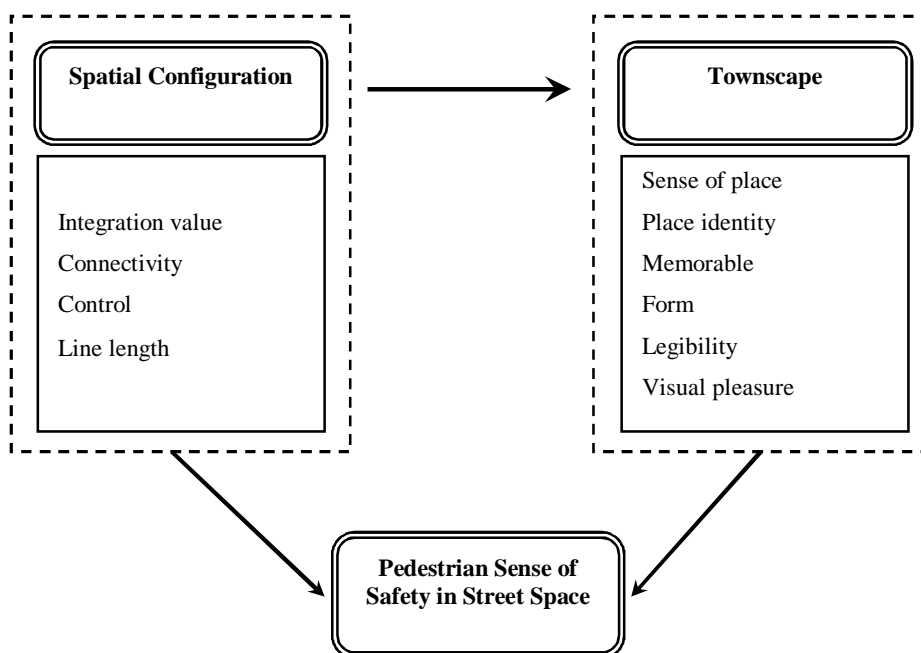 Spatial Configuration
Integration value
Connectivity
Control
Line length
Townscape
Sense of place
Place identity
Memorable
Form
Legibility
Visual pleasure
Pedestrian Sense of
Safety in Street Space